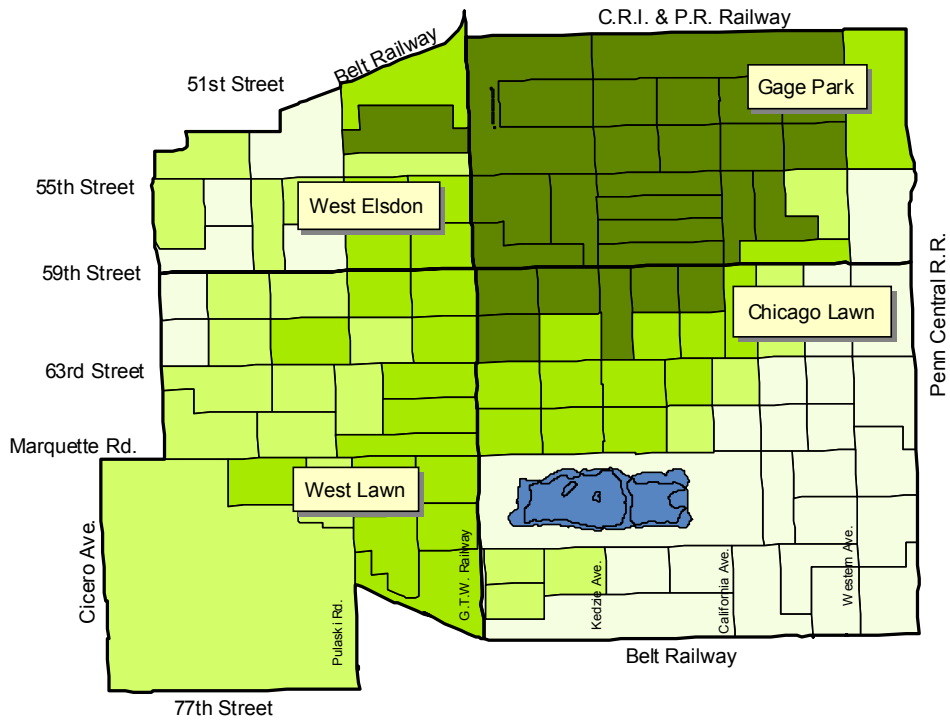 C.R.I. & P.R. Railway
Belt Railway
51st Street
Gage Park
55th Street
West Elsdon
59th Street
Penn Central R.R.
Chicago Lawn
63rd Street
Marquette Rd.
West Lawn
Cicero Ave.
Pulaski Rd.
G.T.W. Railway
Kedzie Ave.
California Ave.
Western Ave.
Belt Railway
77th Street